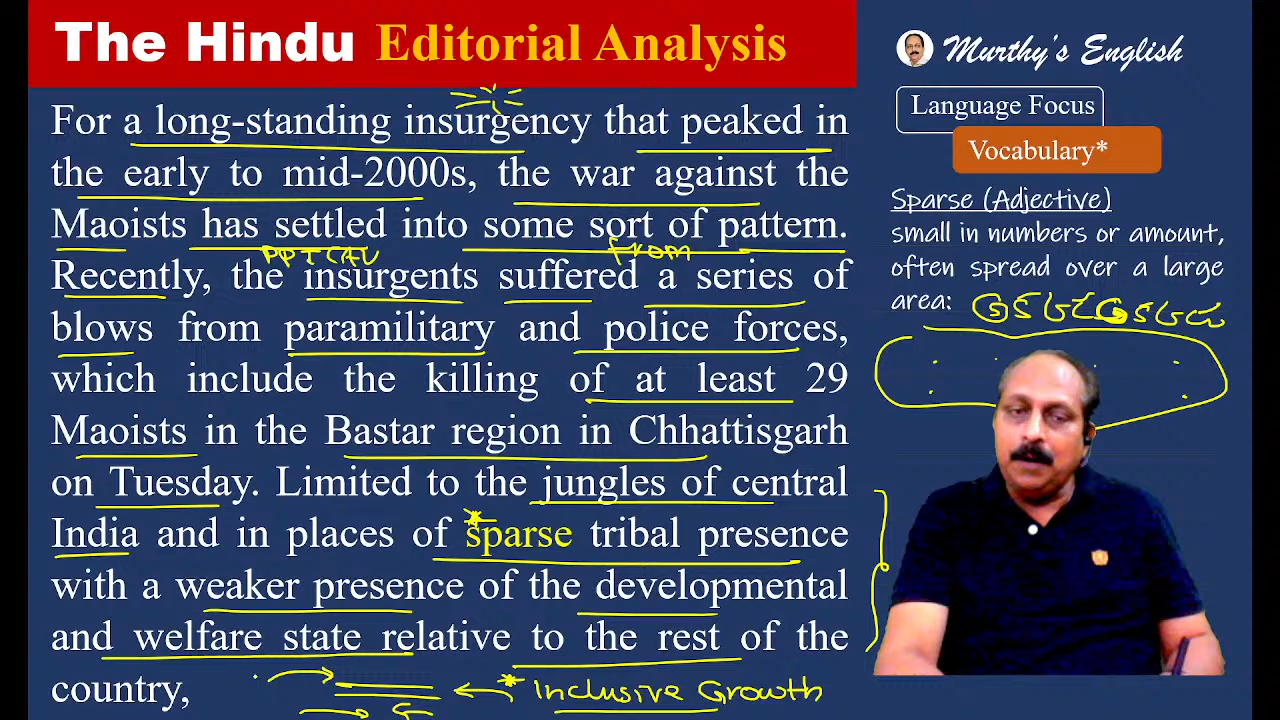 The Hindu Editorial Analysis
Murthy's English
Language Focus
Vocabulary*
For a long-standing insurgency that peaked in
the early to mid-2000s, the war against the
Maoists has settled into some sort of pattern.
from
Recently, the insurgents suffered a series of
blows from paramilitary and police forces,
which include the killing of at least 29
Maoists in the Bastar region in Chhattisgarh
on Tuesday. Limited to the jungles of central
India and in places of sparse tribal presence
with a weaker presence of the developmental
and welfare state relative to the rest of the
country,
* Inclusive Growth
Sparse (Adjective)
small in numbers or amount,
often spread over a large
area: